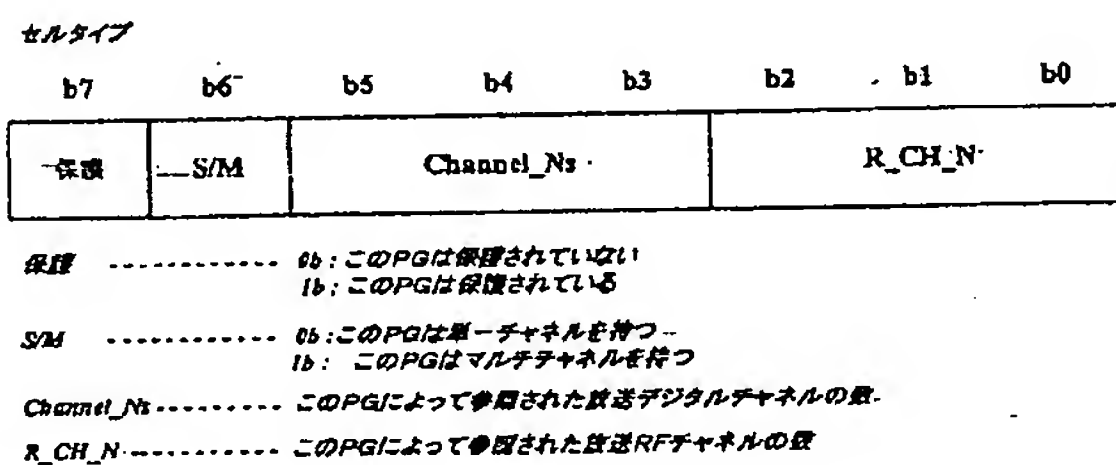 セルタイプ
b7 b6 b5 b4 b3 b2 b1 b0
保護 S/M Channel_Ns R_CH_N
保護 ............ 0b : このPGは保護されていない
1b : このPGは保護されている
S/M ............ 0b :このPGは単一チャネルを持つ
1b : このPGはマルチチャネルを持つ
Channel_Ns ......... このPGによって参照された放送デジタルチャネルの数
R_CH_N ........... このPGによって参照された放送RFチャネルの数